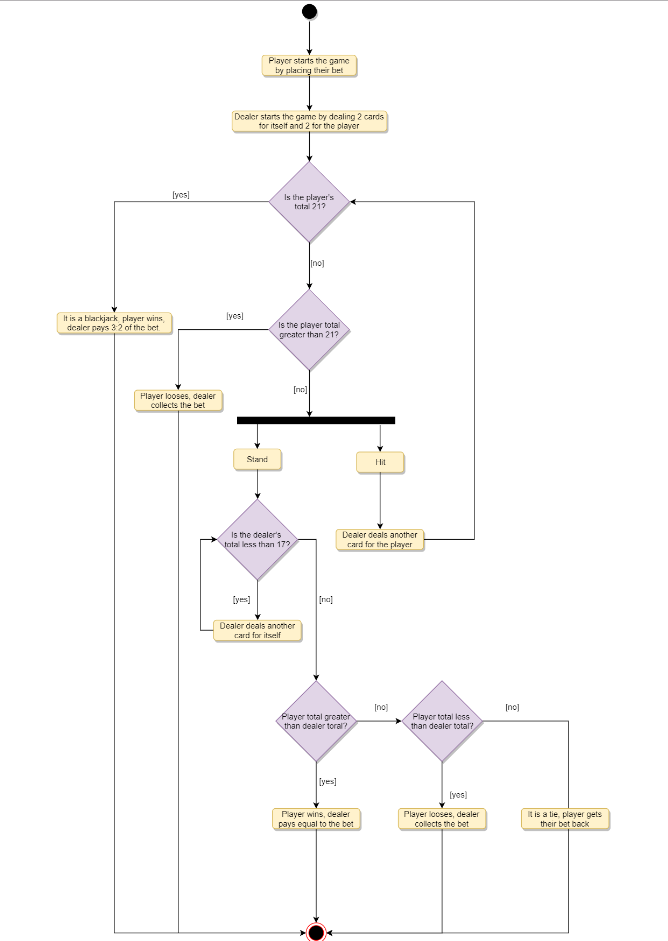 Player starts the game
by placing their bet
Dealer starts the game by dealing 2 cards
for itself and 2 for the player
Is the player's
total 21?
[yes]
[no]
It is a blackjack, player wins,
dealer pays 3:2 of the bet.
[yes]
Is the player total
greater than 21?
[no]
Player looses, dealer
collects the bet
Stand
Hit
Is the dealer's
total less than 17?
Dealer deals another
card for the player
[yes]
[no]
Dealer deals another
card for itself
Player total greater
than dealer toral?
[no]
Player total less
than dealer total?
[no]
[yes]
[yes]
Player wins, dealer
pays equal to the bet
Player looses, dealer
collects the bet
It is a tie, player gets
their bet back